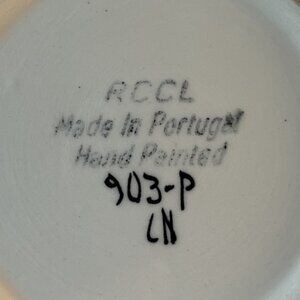 RCCL
Made In Portugal
Hand Painted
903-P
LN